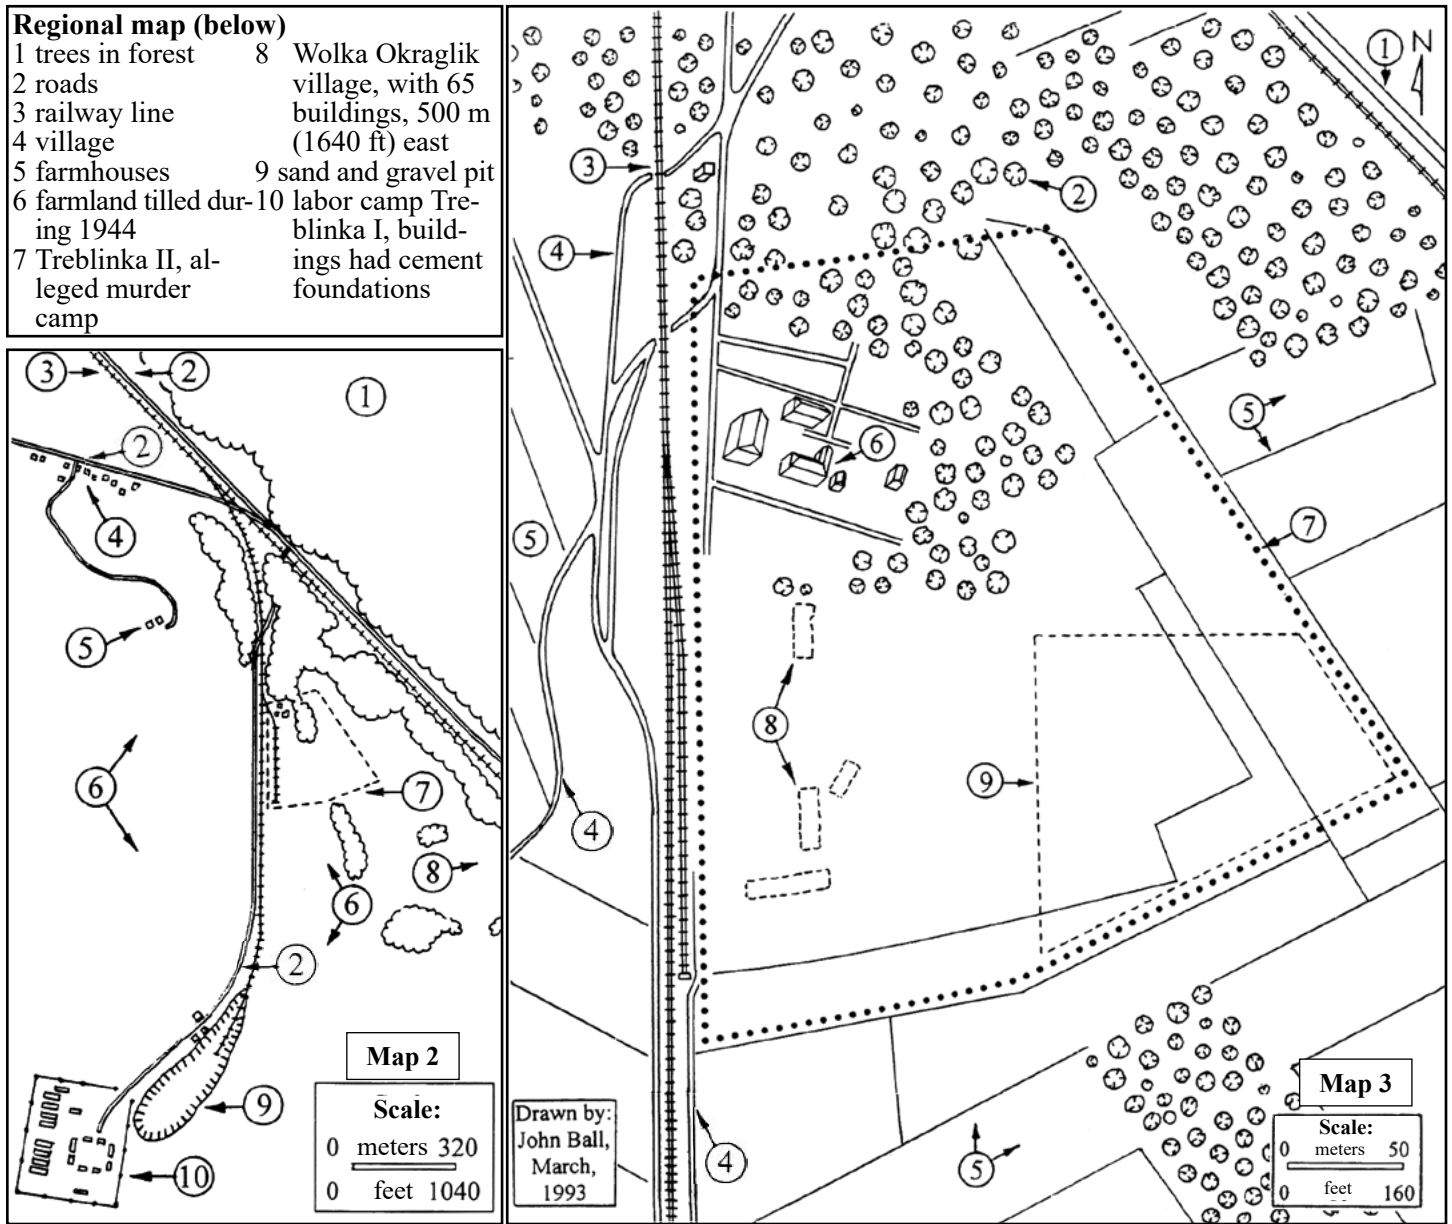 Regional map (below)
1 trees in forest
2 roads
3 railway line
4 village
5 farmhouses
6 farmland tilled dur-
ing 1944
7 Treblinka II, al-
leged murder
camp
8 Wolka Okraglik
village, with 65
buildings, 500 m
(1640 ft) east
9 sand and gravel pit
10 labor camp Tre-
blinka I, build-
ings had cement
foundations
3
2
1
2
4
5
6
7
8
6
2
9
10
Map 2
Scale:
0 meters 320
0 feet 1040
1
N
3
2
4
5
6
5
7
8
9
4
4
5
Drawn by:
John Ball,
March,
1993
Map 3
Scale:
0 meters 50
0 feet 160